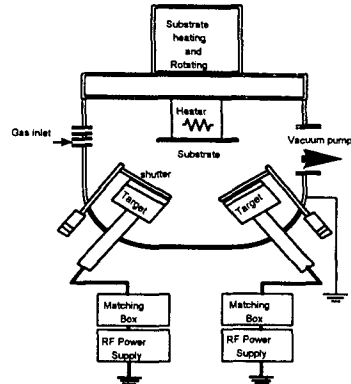 Substrate
heating
and
Rotating
Heater
Gas inlet
Vacuum pump
Substrate
shutter
Target
Target
Matching
Box
Matching
Box
RF Power
Supply
RF Power
Supply